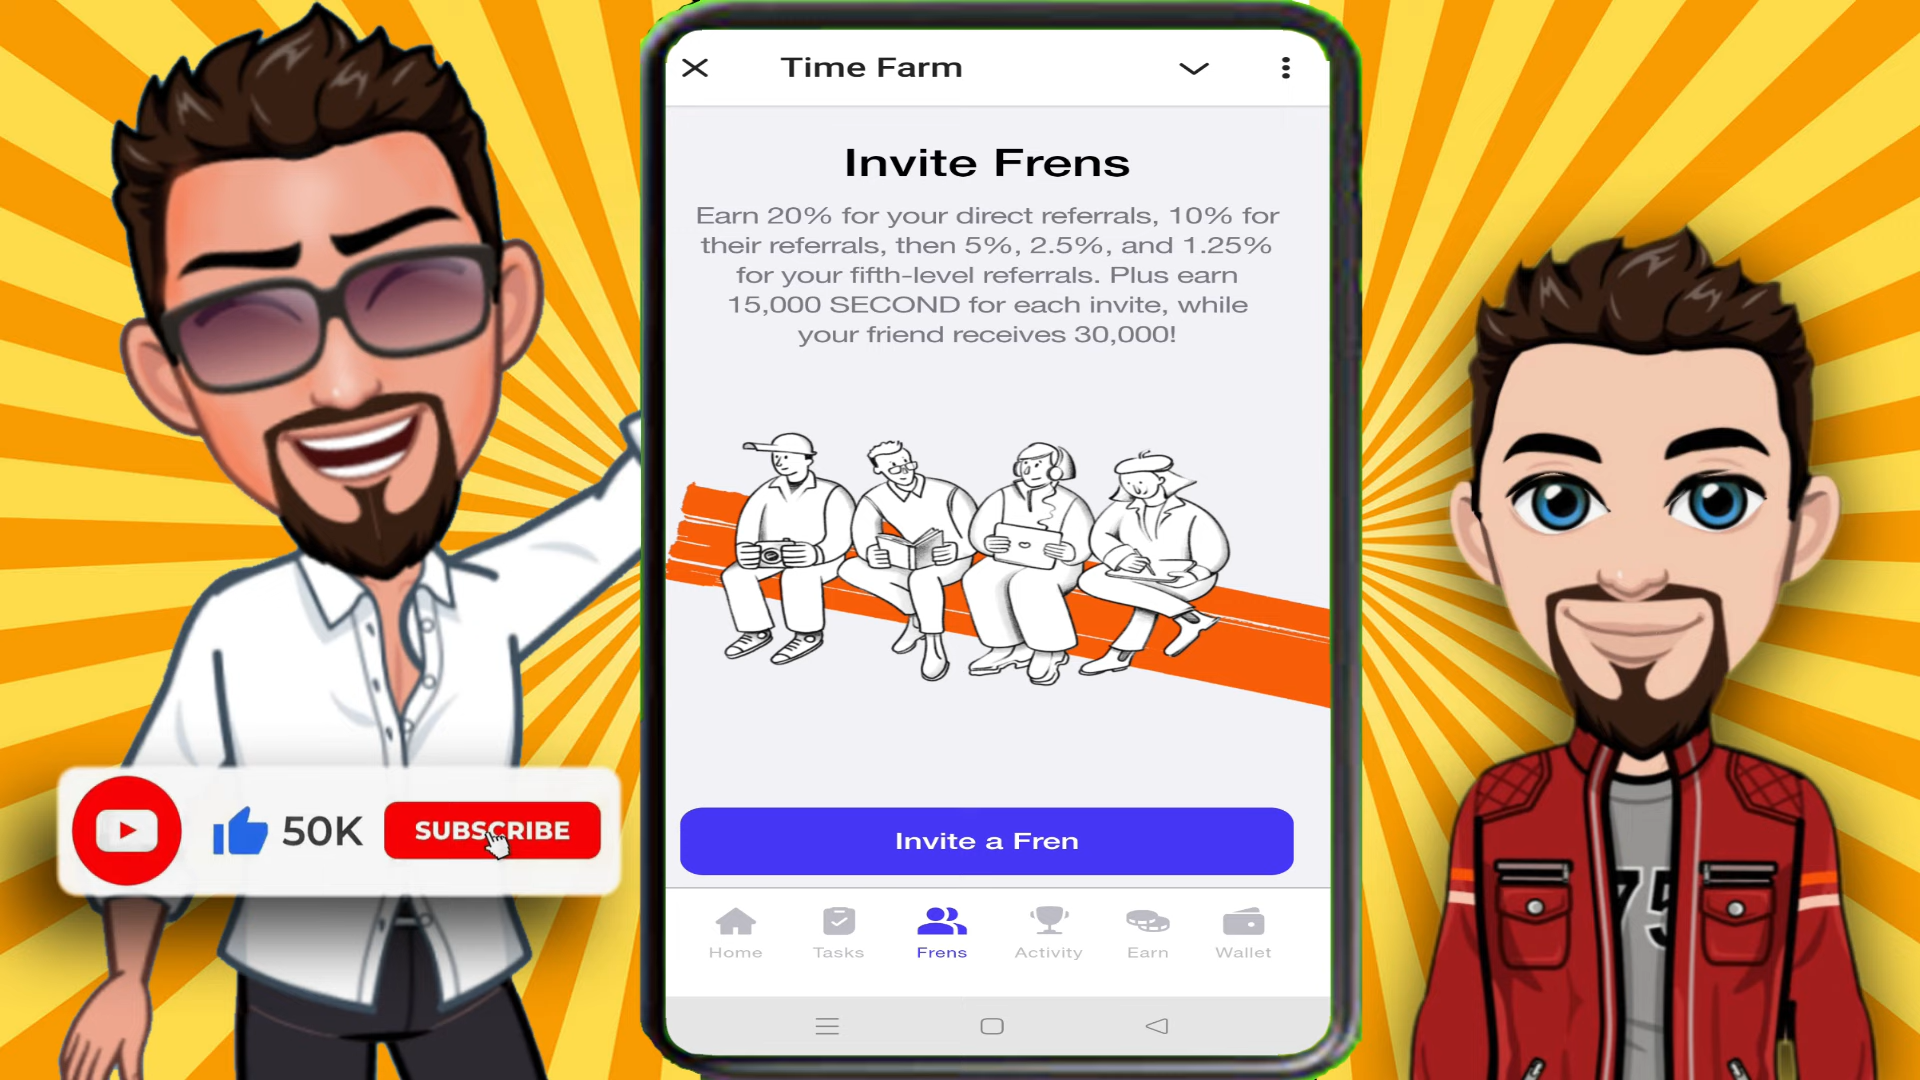 Time Farm
Invite Frens
Earn 20% for your direct referrals, 10% for
their referrals, then 5%, 2.5%, and 1.25%
for your fifth-level referrals. Plus earn
15,000 SECOND for each invite, while
your friend receives 30,000!
50K
SUBSCRIBE
Invite a Fren
Home
Tasks
Frens
Activity
Earn
Wallet
75